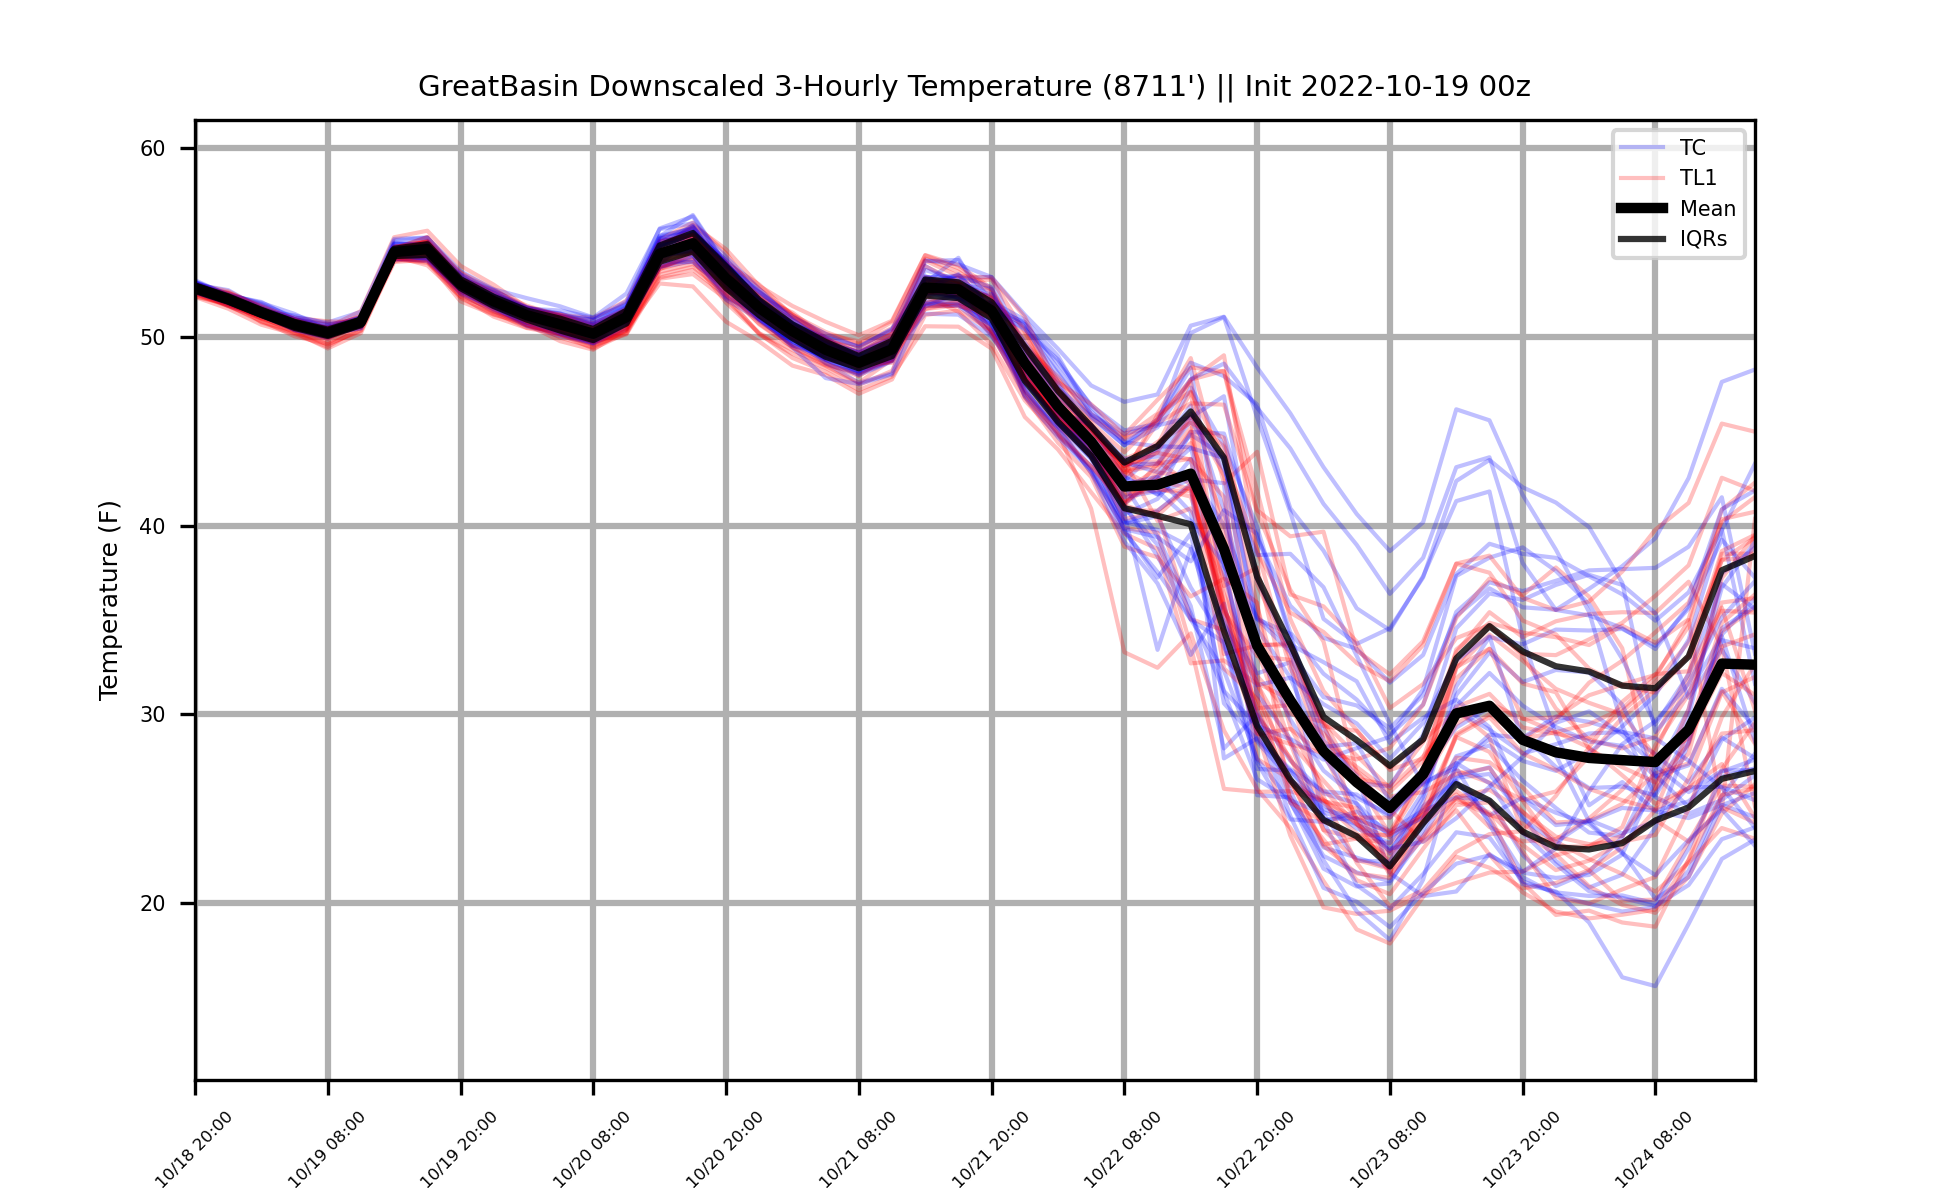 GreatBasin Downscaled 3-Hourly Temperature (8711') || Init 2022-10-19 00z
TC
TL1
Mean
IQRs
Temperature (F)
60
50
40
30
20
10/18 20:00
10/19 08:00
10/19 20:00
10/20 08:00
10/20 20:00
10/21 08:00
10/21 20:00
10/22 08:00
10/22 20:00
10/23 08:00
10/23 20:00
10/24 08:00